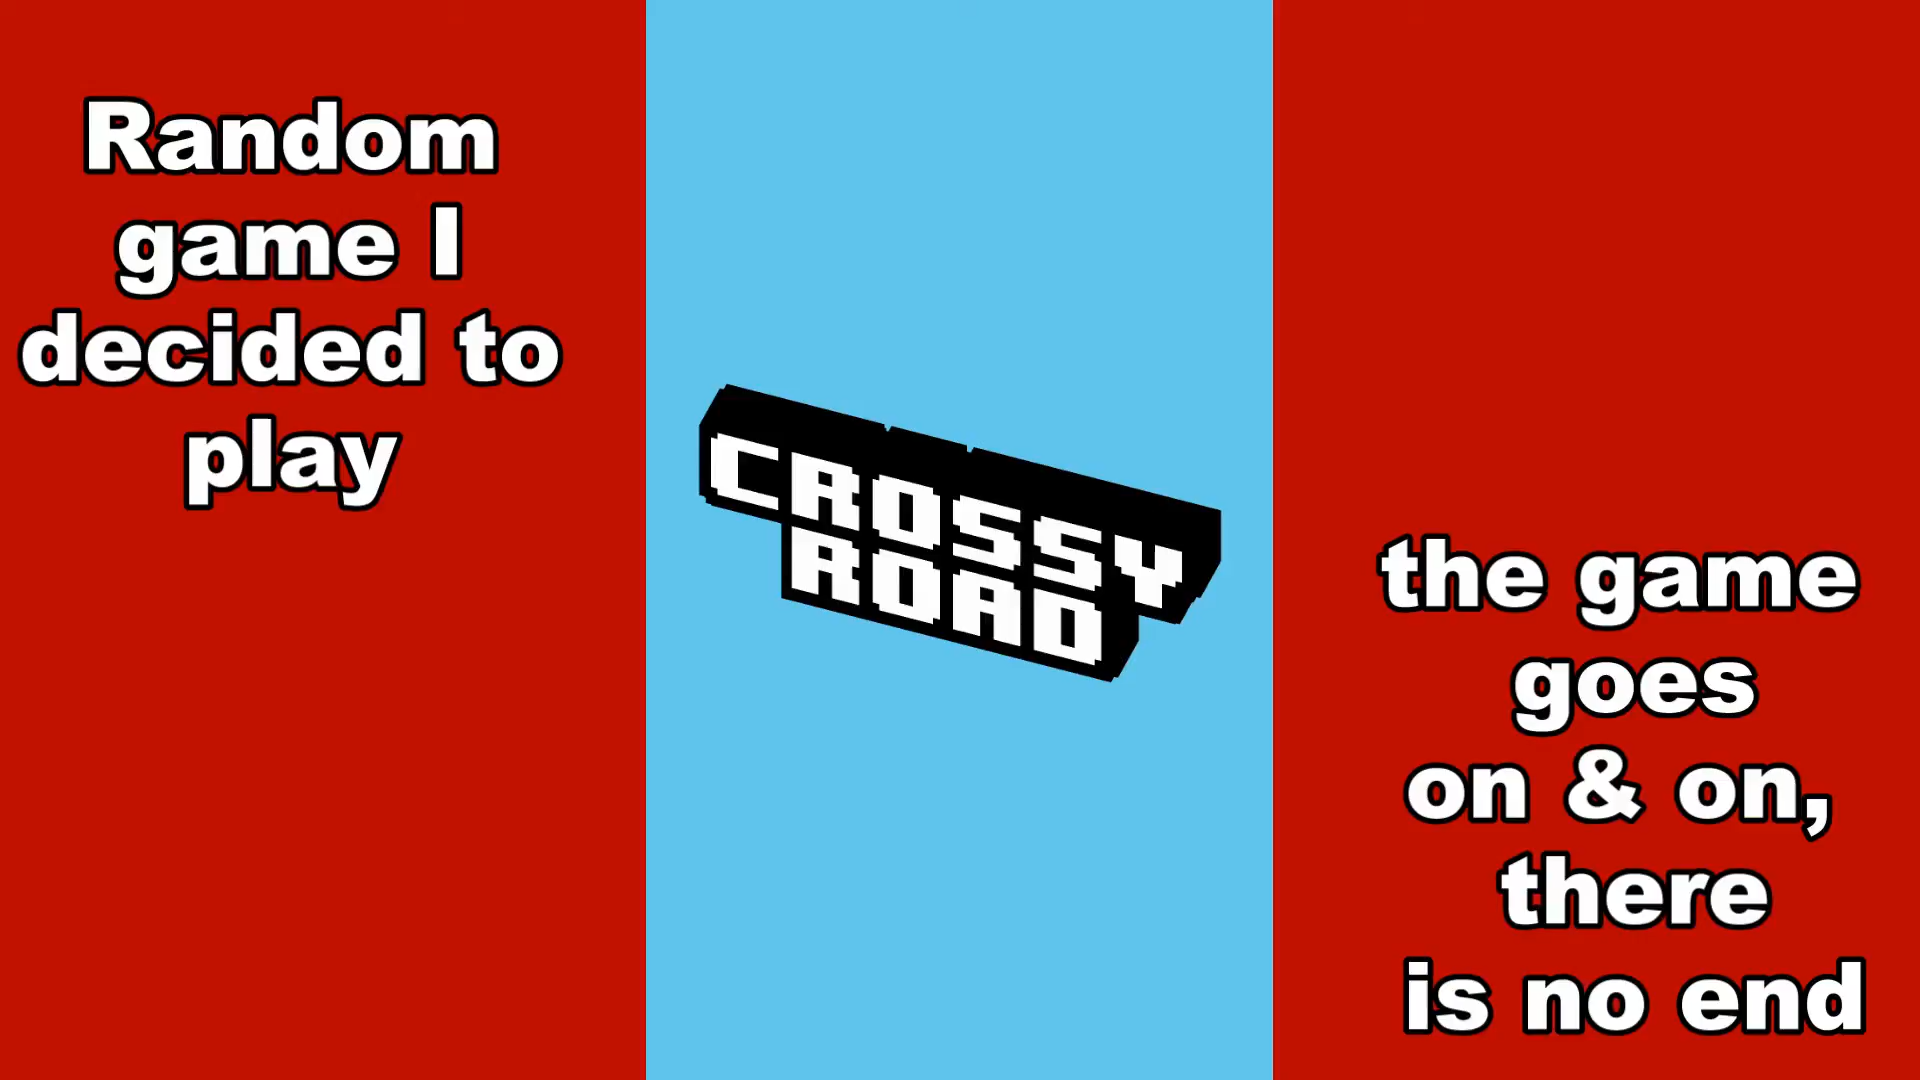 Random
game I
decided to
play
CROSSY
ROAD
the game
goes
on & on,
there
is no end